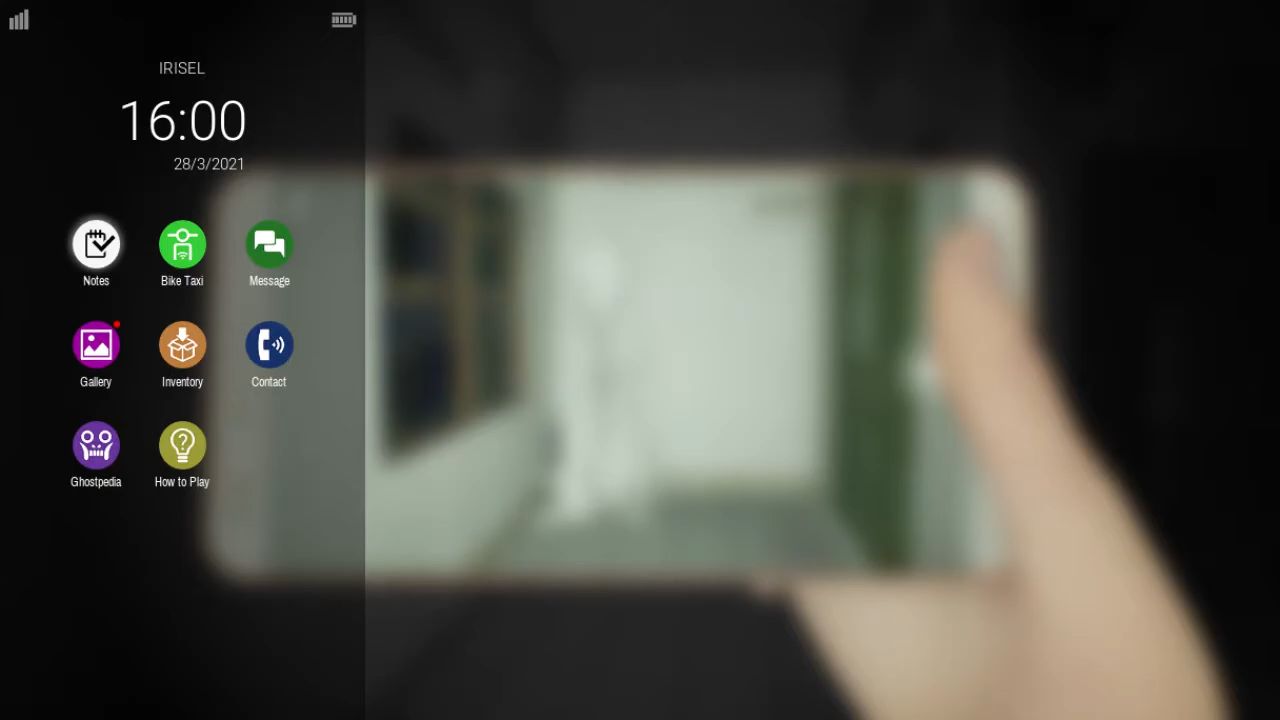 IRISEL
16:00
28/3/2021
Notes
Bike Taxi
Message
Gallery
Inventory
Contact
Ghostpedia
How to Play